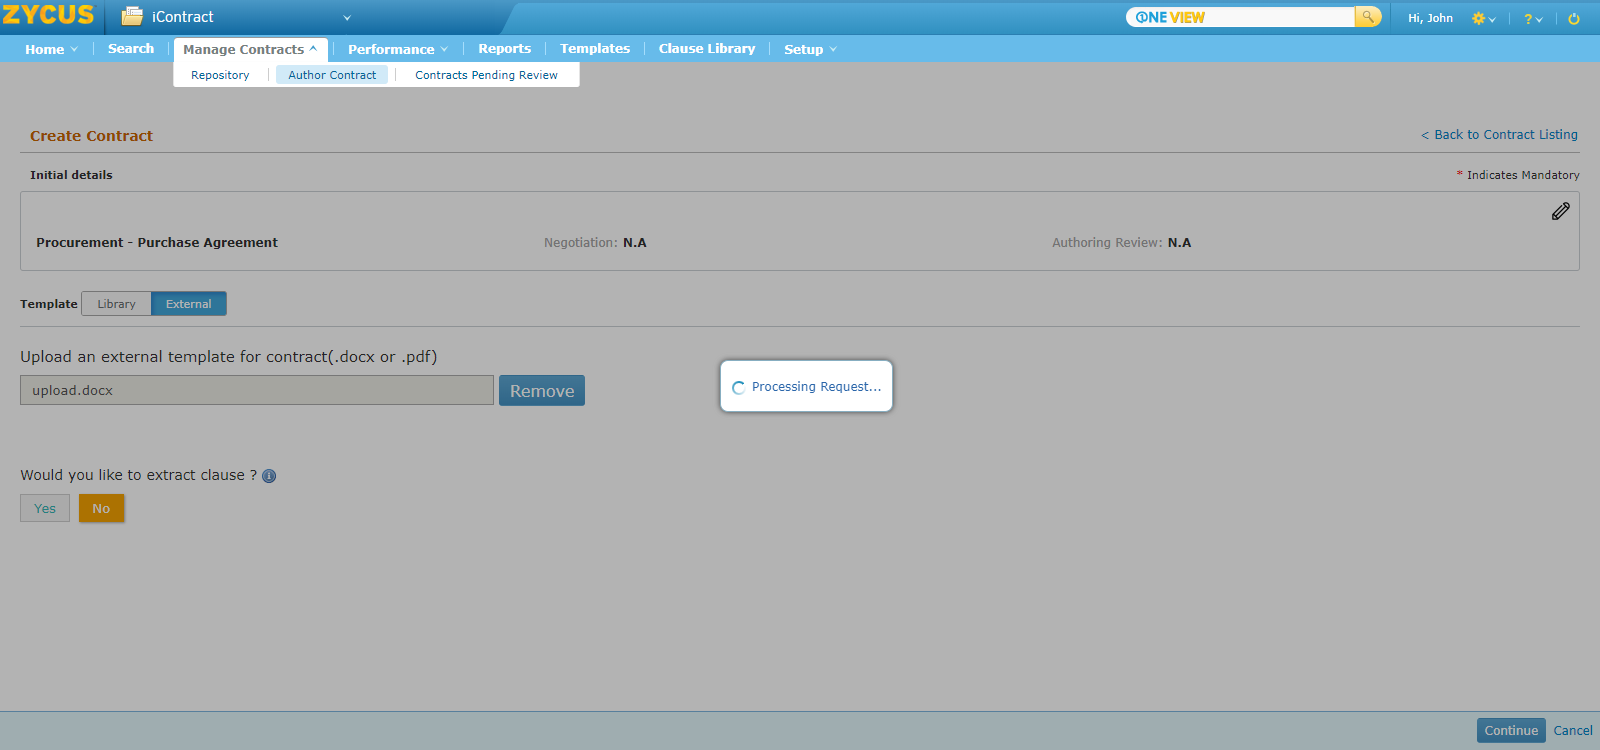 ZYCUS iContract ONE VIEW Hi, John ?
Home Search Manage Contracts Performance Reports Templates Clause Library Setup
Repository Author Contract Contracts Pending Review
Create Contract < Back to Contract Listing
Initial details * Indicates Mandatory
Procurement - Purchase Agreement Negotiation: N.A Authoring Review: N.A
Template Library External
Upload an external template for contract(.docx or .pdf)
upload.docx Remove
Processing Request...
Would you like to extract clause ? i
Yes No
Continue Cancel